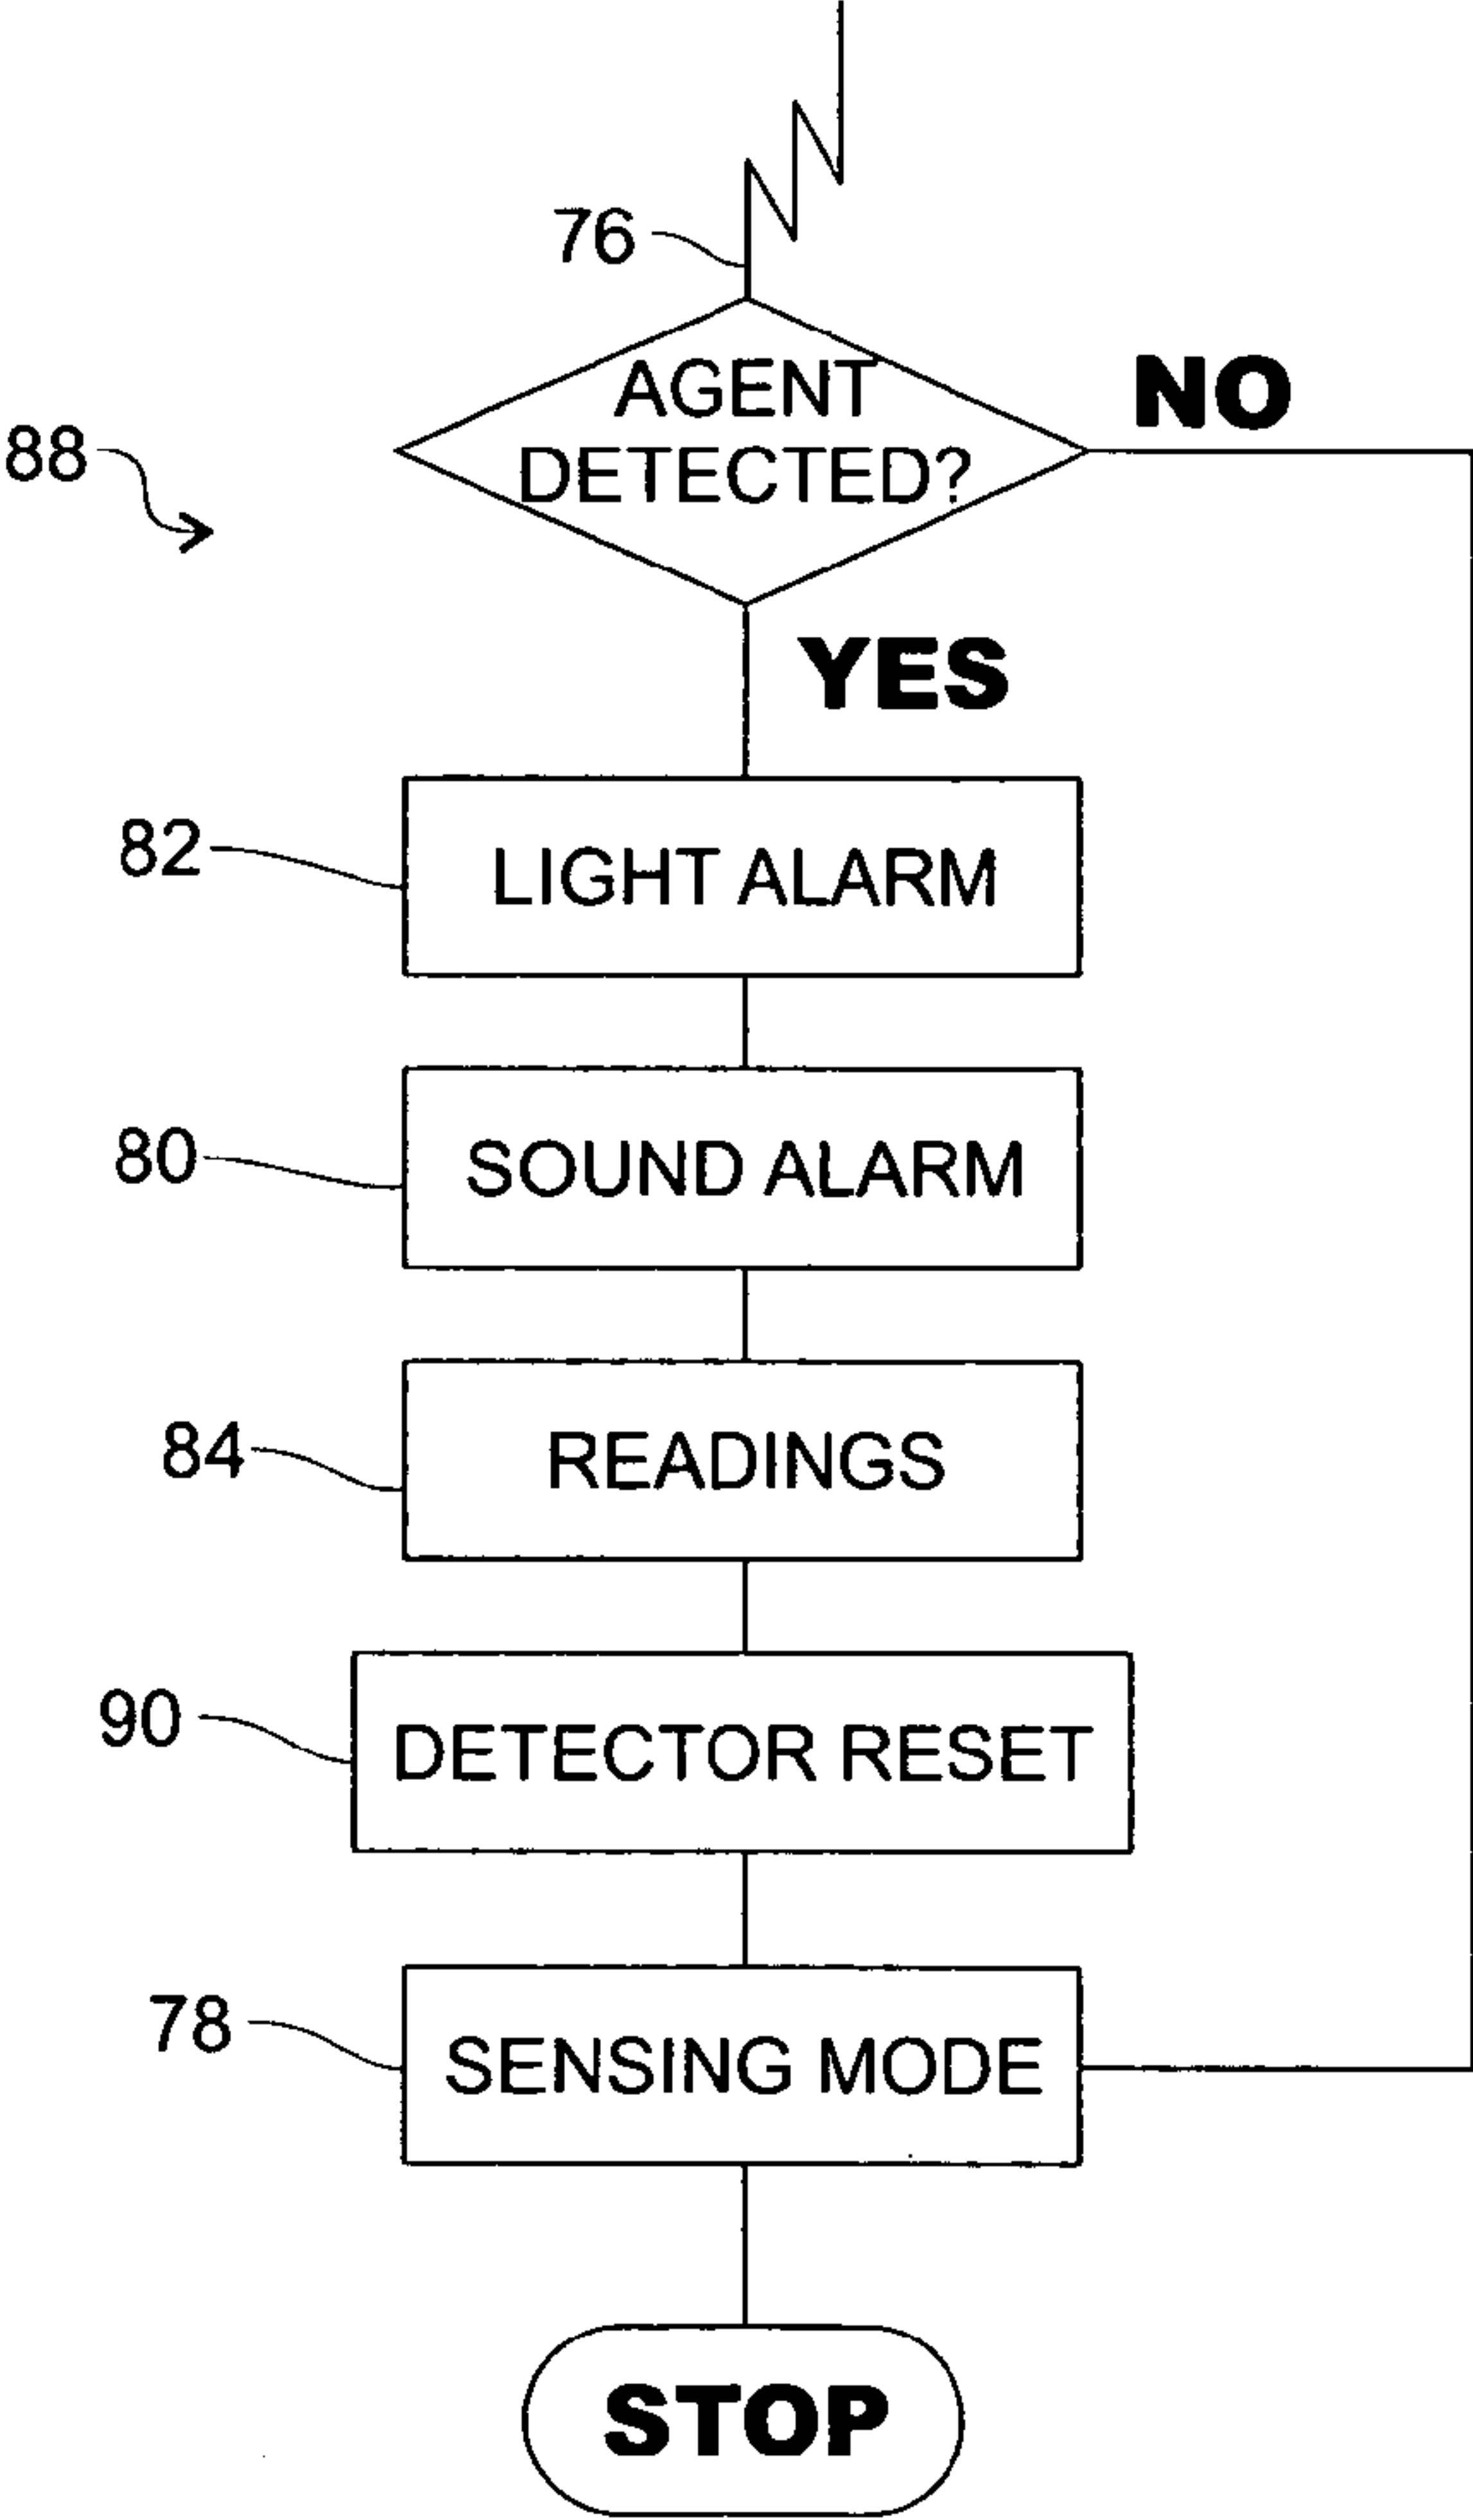 76
AGENT
DETECTED?
NO
88
YES
82
LIGHT ALARM
80
SOUND ALARM
84
READINGS
90
DETECTOR RESET
78
SENSING MODE
STOP